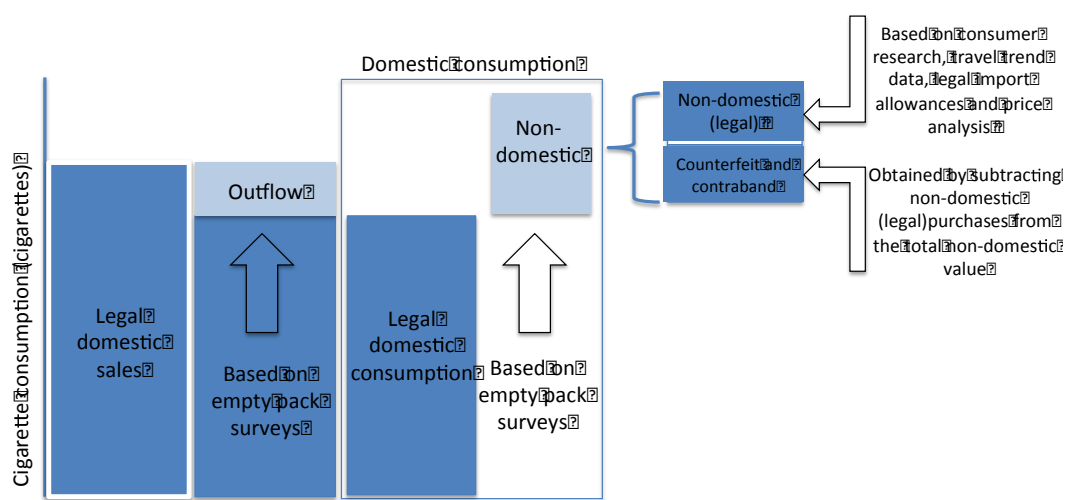 Cigarette consumption (cigarettes)
Legal
domestic
sales
Outflow
Based on
empty pack
surveys
Domestic consumption
Legal
domestic
consumption
Non-
domestic
Based on
empty pack
surveys
Non-domestic
(legal)
Counterfeit and
contraband
Based on consumer
research, travel trend
data, legal import
allowances and price
analysis
Obtained by subtracting
non-domestic
(legal)purchases from
the total non-domestic
value